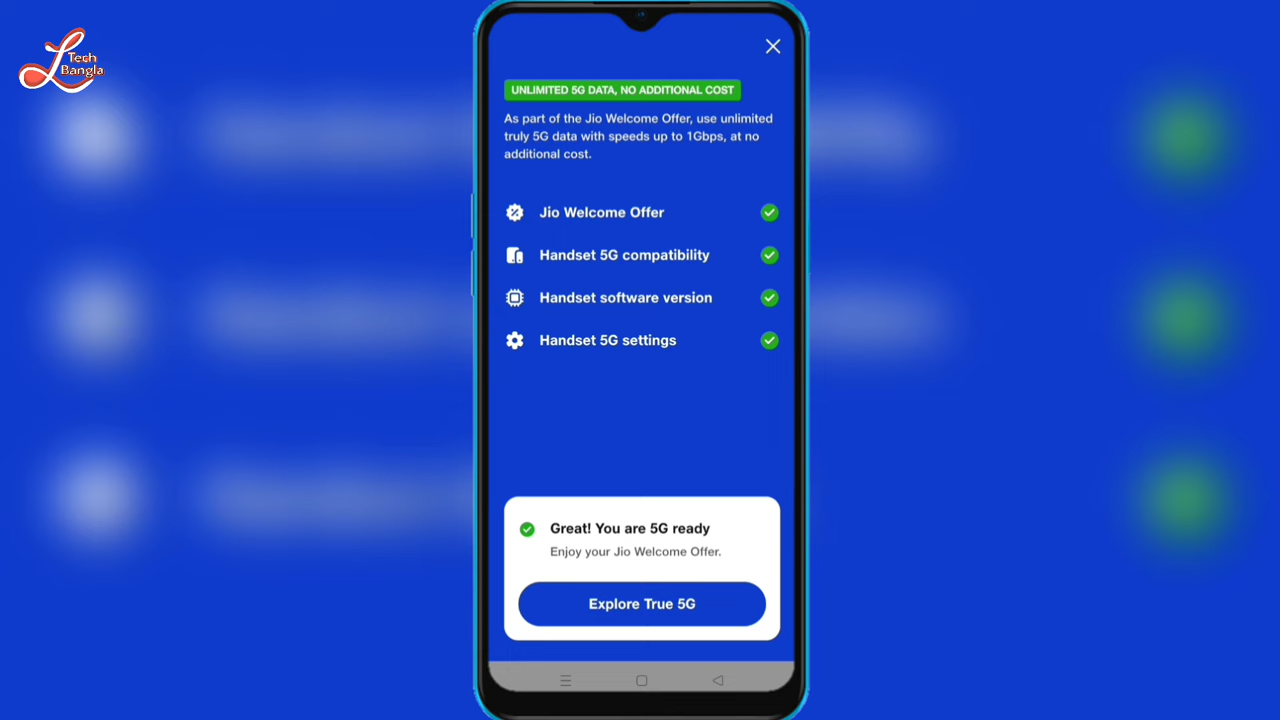 Tech
Bangla
UNLIMITED 5G DATA, NO ADDITIONAL COST
As part of the Jio Welcome Offer, use unlimited
truly 5G data with speeds up to 1Gbps, at no
additional cost.
Jio Welcome Offer
Handset 5G compatibility
Handset software version
Handset 5G settings
Great! You are 5G ready
Enjoy your Jio Welcome Offer.
Explore True 5G